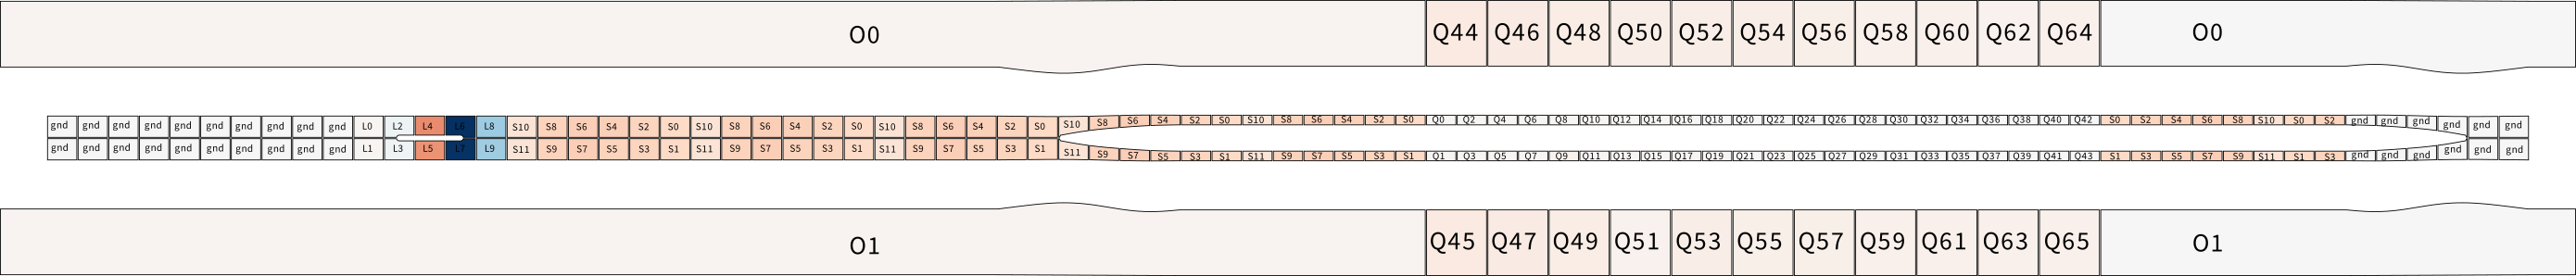 O0 Q44 Q46 Q48 Q50 Q52 Q54 Q56 Q58 Q60 Q62 Q64 O0
gnd gnd gnd gnd gnd gnd gnd gnd gnd gnd L0 L2 L4 L6 L8 S10 S8 S6 S4 S2 S0 S10 S8 S6 S4 S2 S0 S10 S8 S6 S4 S2 S0 S10 S8 S6 S4 S2 S0 S10 S8 S6 S4 S2 S0 Q0 Q2 Q4 Q6 Q8 Q10 Q12 Q14 Q16 Q18 Q20 Q22 Q24 Q26 Q28 Q30 Q32 Q34 Q36 Q38 Q40 Q42 S0 S2 S4 S6 S8 S10 S0 S2 gnd gnd gnd gnd gnd gnd
gnd gnd gnd gnd gnd gnd gnd gnd gnd gnd L1 L3 L5 L7 L9 S11 S9 S7 S5 S3 S1 S11 S9 S7 S5 S3 S1 S11 S9 S7 S5 S3 S1 S11 S9 S7 S5 S3 S1 S11 S9 S7 S5 S3 S1 Q1 Q3 Q5 Q7 Q9 Q11 Q13 Q15 Q17 Q19 Q21 Q23 Q25 Q27 Q29 Q31 Q33 Q35 Q37 Q39 Q41 Q43 S1 S3 S5 S7 S9 S11 S1 S3 gnd gnd gnd gnd gnd gnd
O1 Q45 Q47 Q49 Q51 Q53 Q55 Q57 Q59 Q61 Q63 Q65 O1